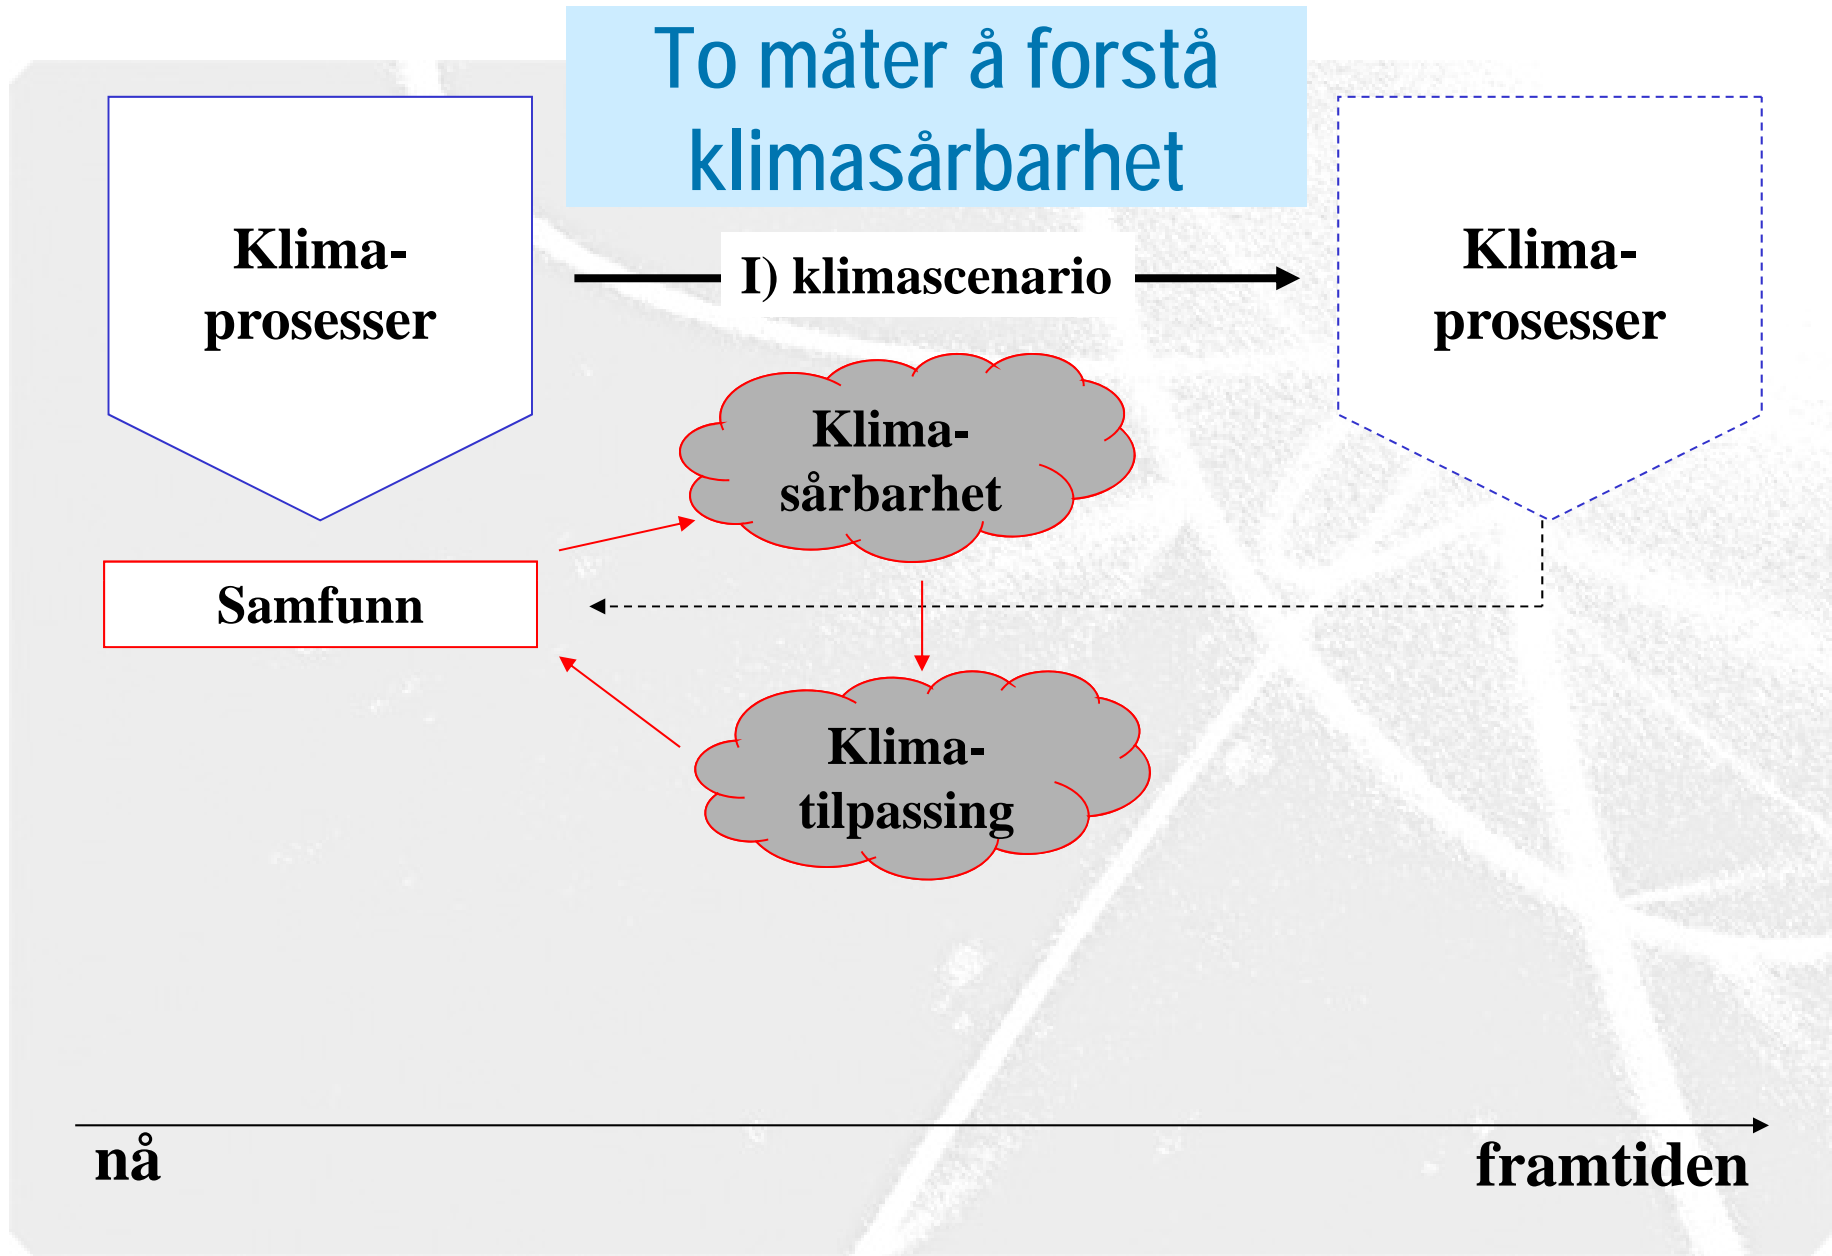 To måter å forstå
klimasårbarhet
Klima-
prosesser
I) klimascenario
Klima-
prosesser
Klima-
sårbarhet
Samfunn
Klima-
tilpassing
nå
framtiden